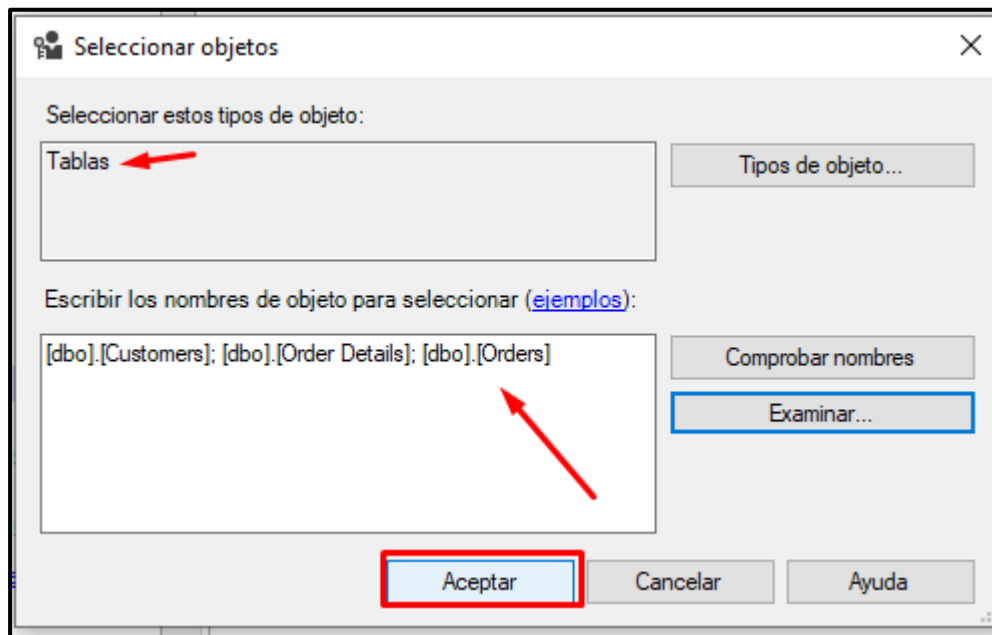 Seleccionar objetos
Seleccionar estos tipos de objeto:
Tablas
Tipos de objeto...
Escribir los nombres de objeto para seleccionar (ejemplos):
[dbo].[Customers]; [dbo].[Order Details]; [dbo].[Orders]
Comprobar nombres
Examinar...
Aceptar
Cancelar
Ayuda